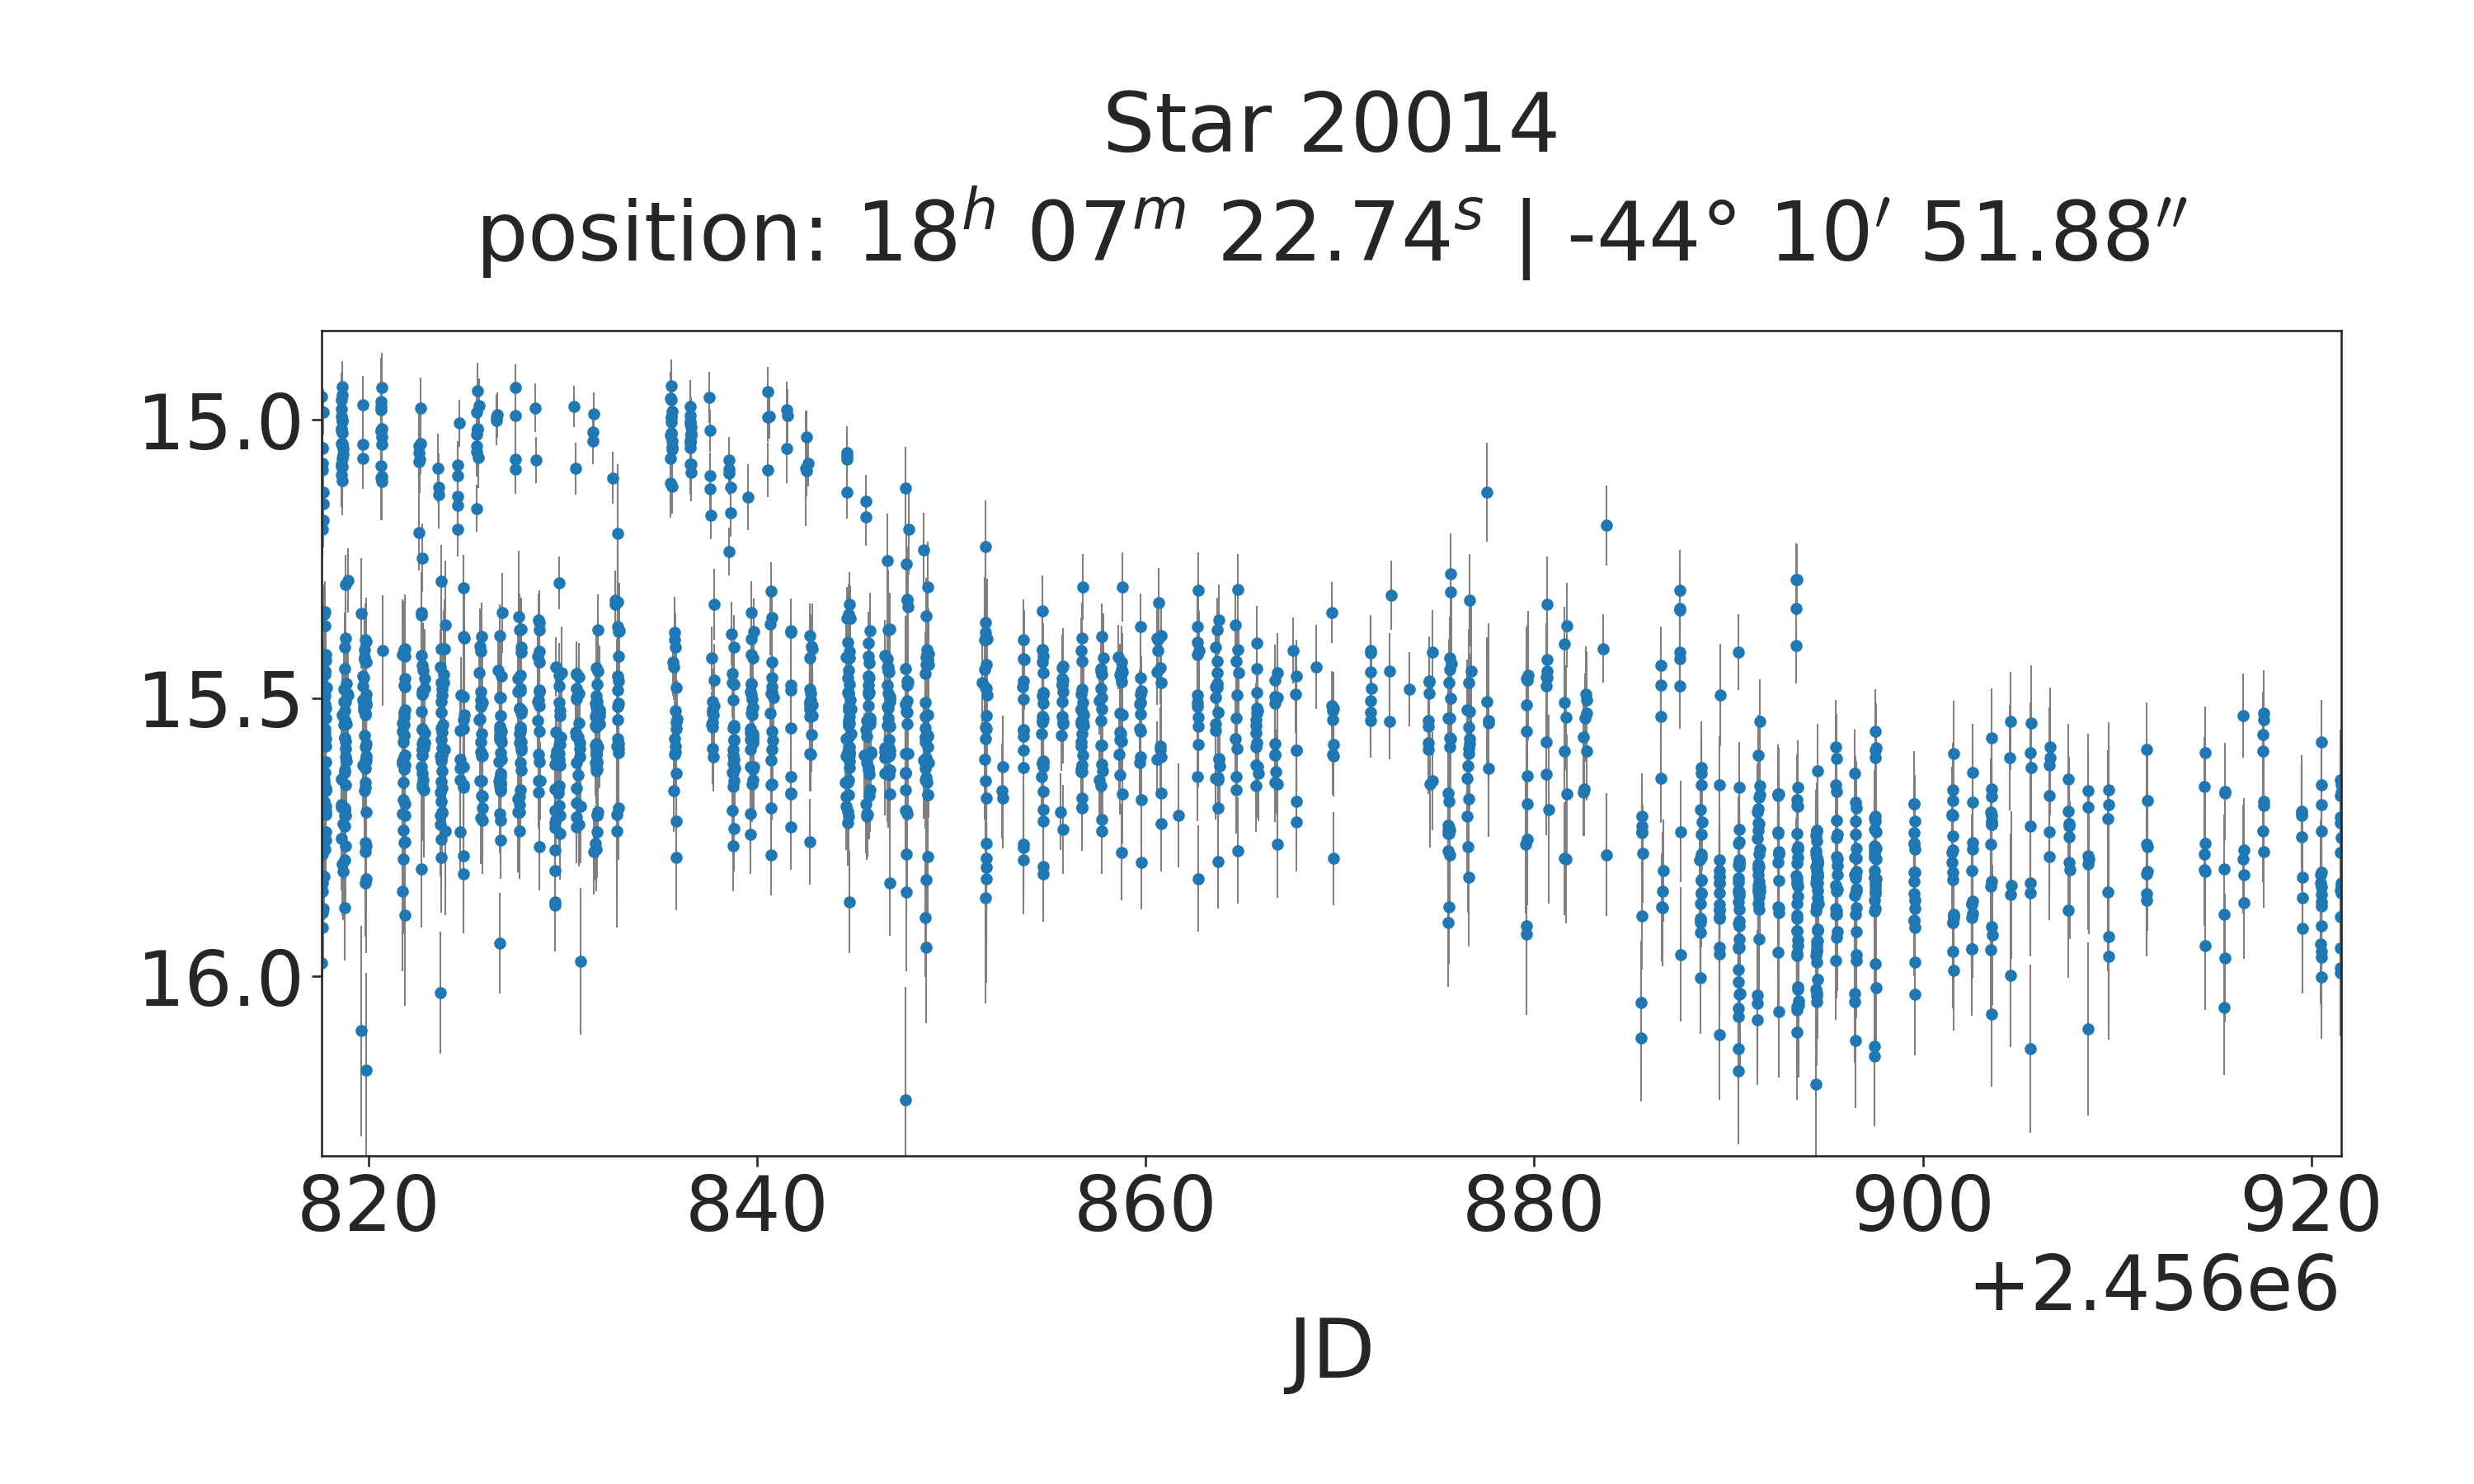 Star 20014
position: 18h 07m 22.74s | -44° 10′ 51.88″
15.0
15.5
16.0
820 840 860 880 900 920
+2.456e6
JD